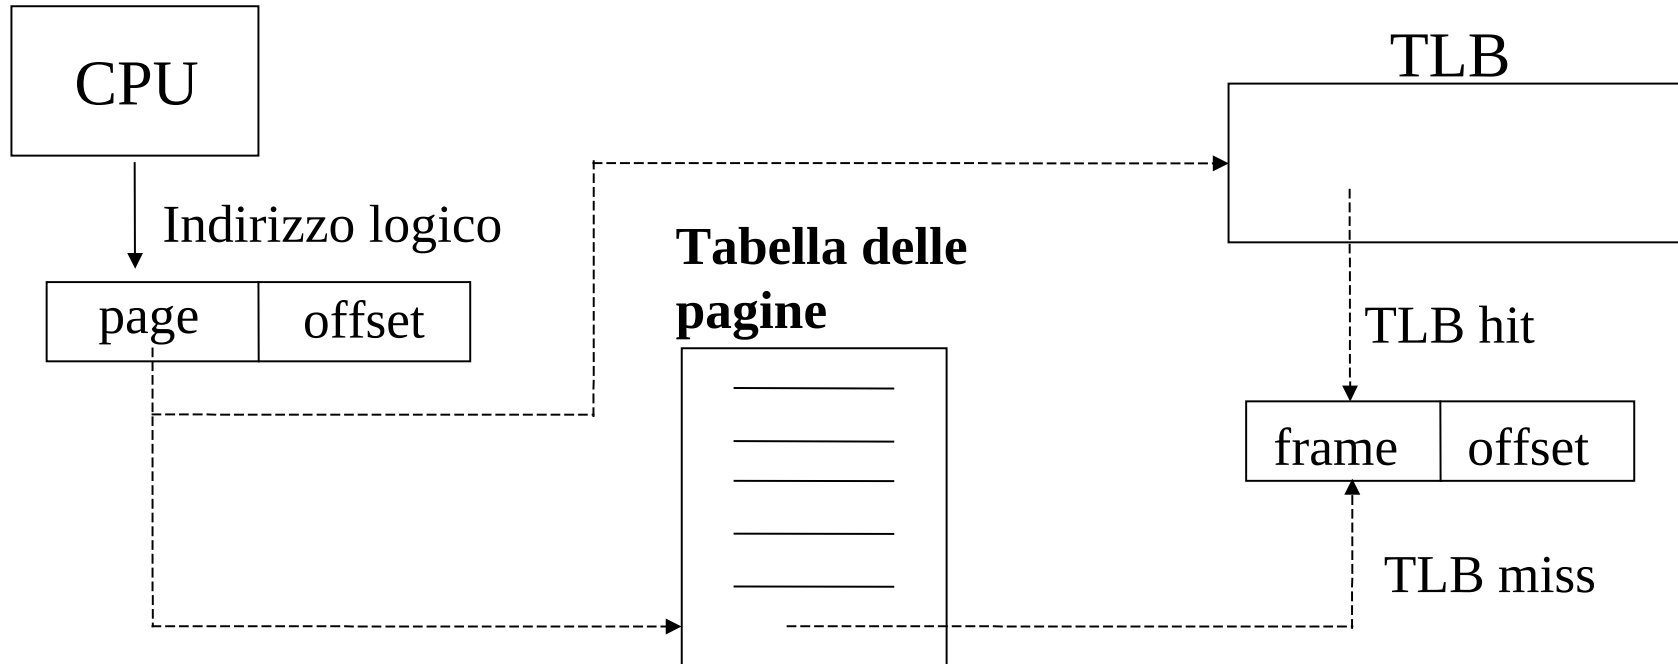 CPU
TLB
Indirizzo logico
Tabella delle
pagine
page
offset
TLB hit
frame
offset
TLB miss